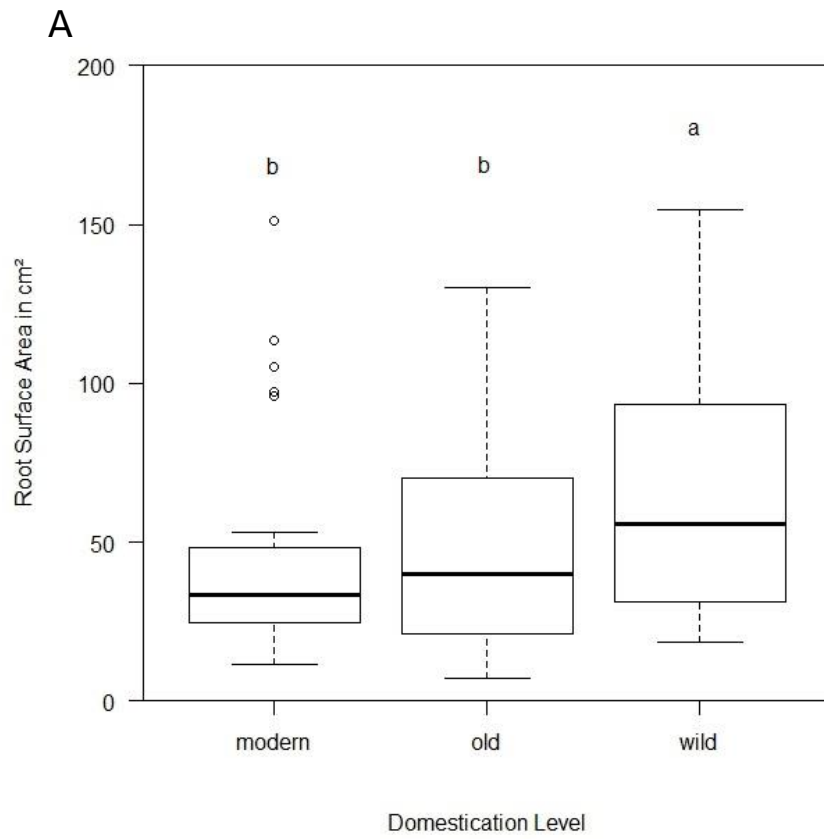 A
200
150
100
50
0
Root Surface Area in cm²
b
b
a
modern
old
wild
Domestication Level